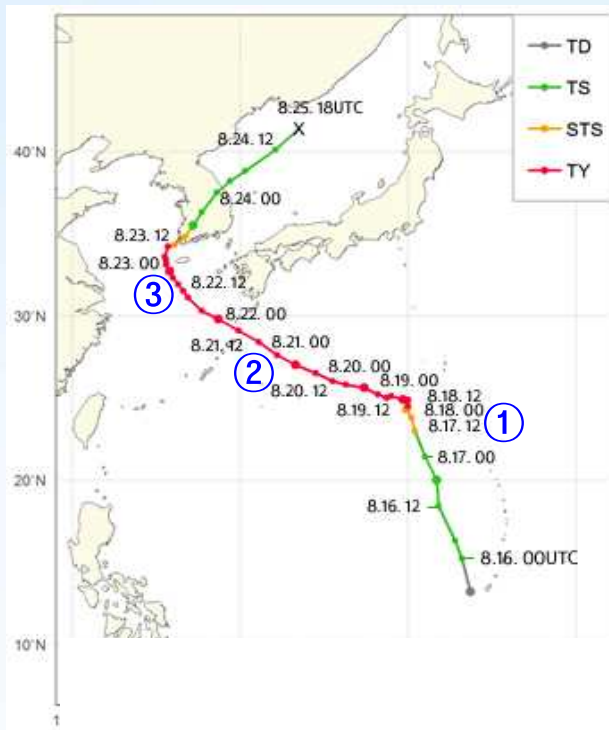 TD
TS
STS
TY
8.25. 18UTC
X
8.24. 12
40°N
8.24. 00
8.23. 12
8.23. 00
③
8.22. 12
30°N
8.22. 00
8.21. 12
8.21. 00
②
8.20. 00
8.20. 12
8.19. 00
8.19. 12
8.18. 12
8.18. 00
8.17. 12
①
20°N
8.17. 00
8.16. 12
8.16. 00UTC
10°N
1